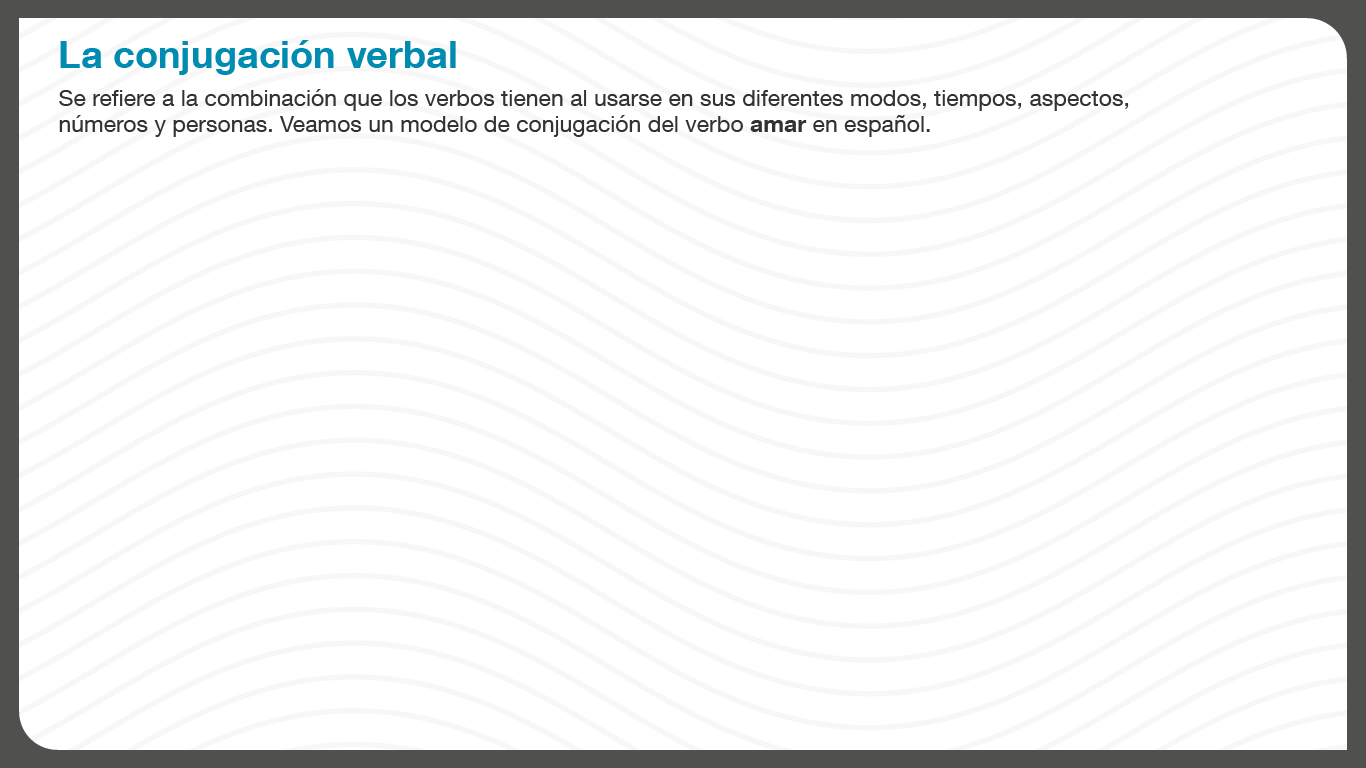 La conjugación verbal
Se refiere a la combinación que los verbos tienen al usarse en sus diferentes modos, tiempos, aspectos,
números y personas. Veamos un modelo de conjugación del verbo amar en español.